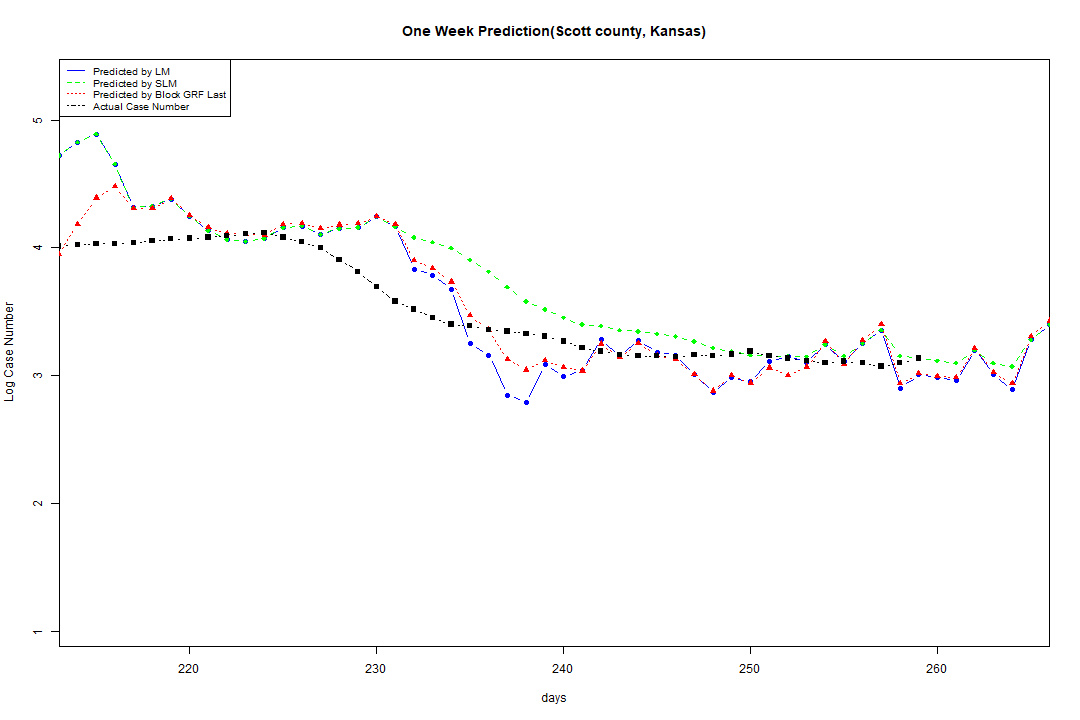 One Week Prediction(Scott county, Kansas)
Predicted by LM
Predicted by SLM
Predicted by Block GRF Last
Actual Case Number
5
4
3
2
1
Log Case Number
220
230
240
250
260
days